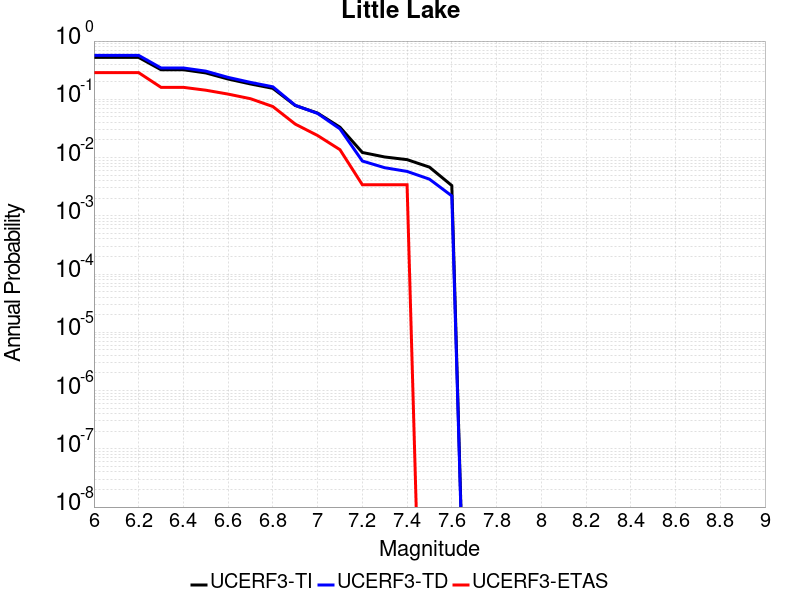 Little Lake
Annual Probability
10^0
10^-1
10^-2
10^-3
10^-4
10^-5
10^-6
10^-7
10^-8
6 6.2 6.4 6.6 6.8 7 7.2 7.4 7.6 7.8 8 8.2 8.4 8.6 8.8 9
Magnitude
UCERF3-TI UCERF3-TD UCERF3-ETAS